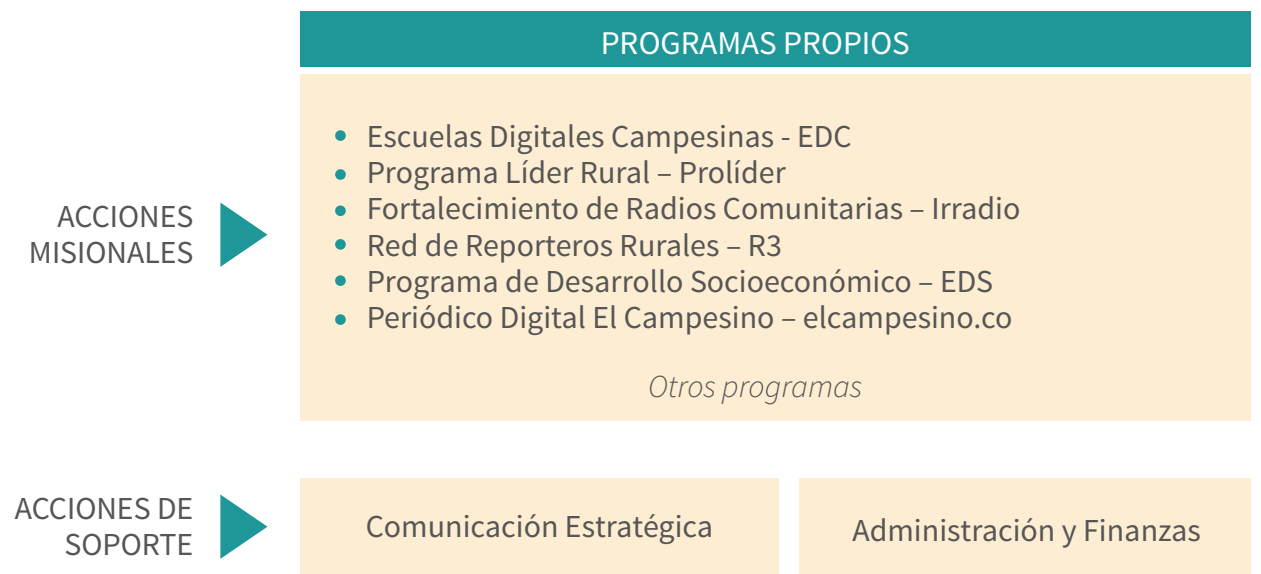 PROGRAMAS PROPIOS
ACCIONES
MISIONALES
Escuelas Digitales Campesinas - EDC
Programa Líder Rural – Prolíder
Fortalecimiento de Radios Comunitarias – Irradio
Red de Reporteros Rurales – R3
Programa de Desarrollo Socioeconómico – EDS
Periódico Digital El Campesino – elcampesino.co
Otros programas
ACCIONES DE
SOPORTE
Comunicación Estratégica
Administración y Finanzas